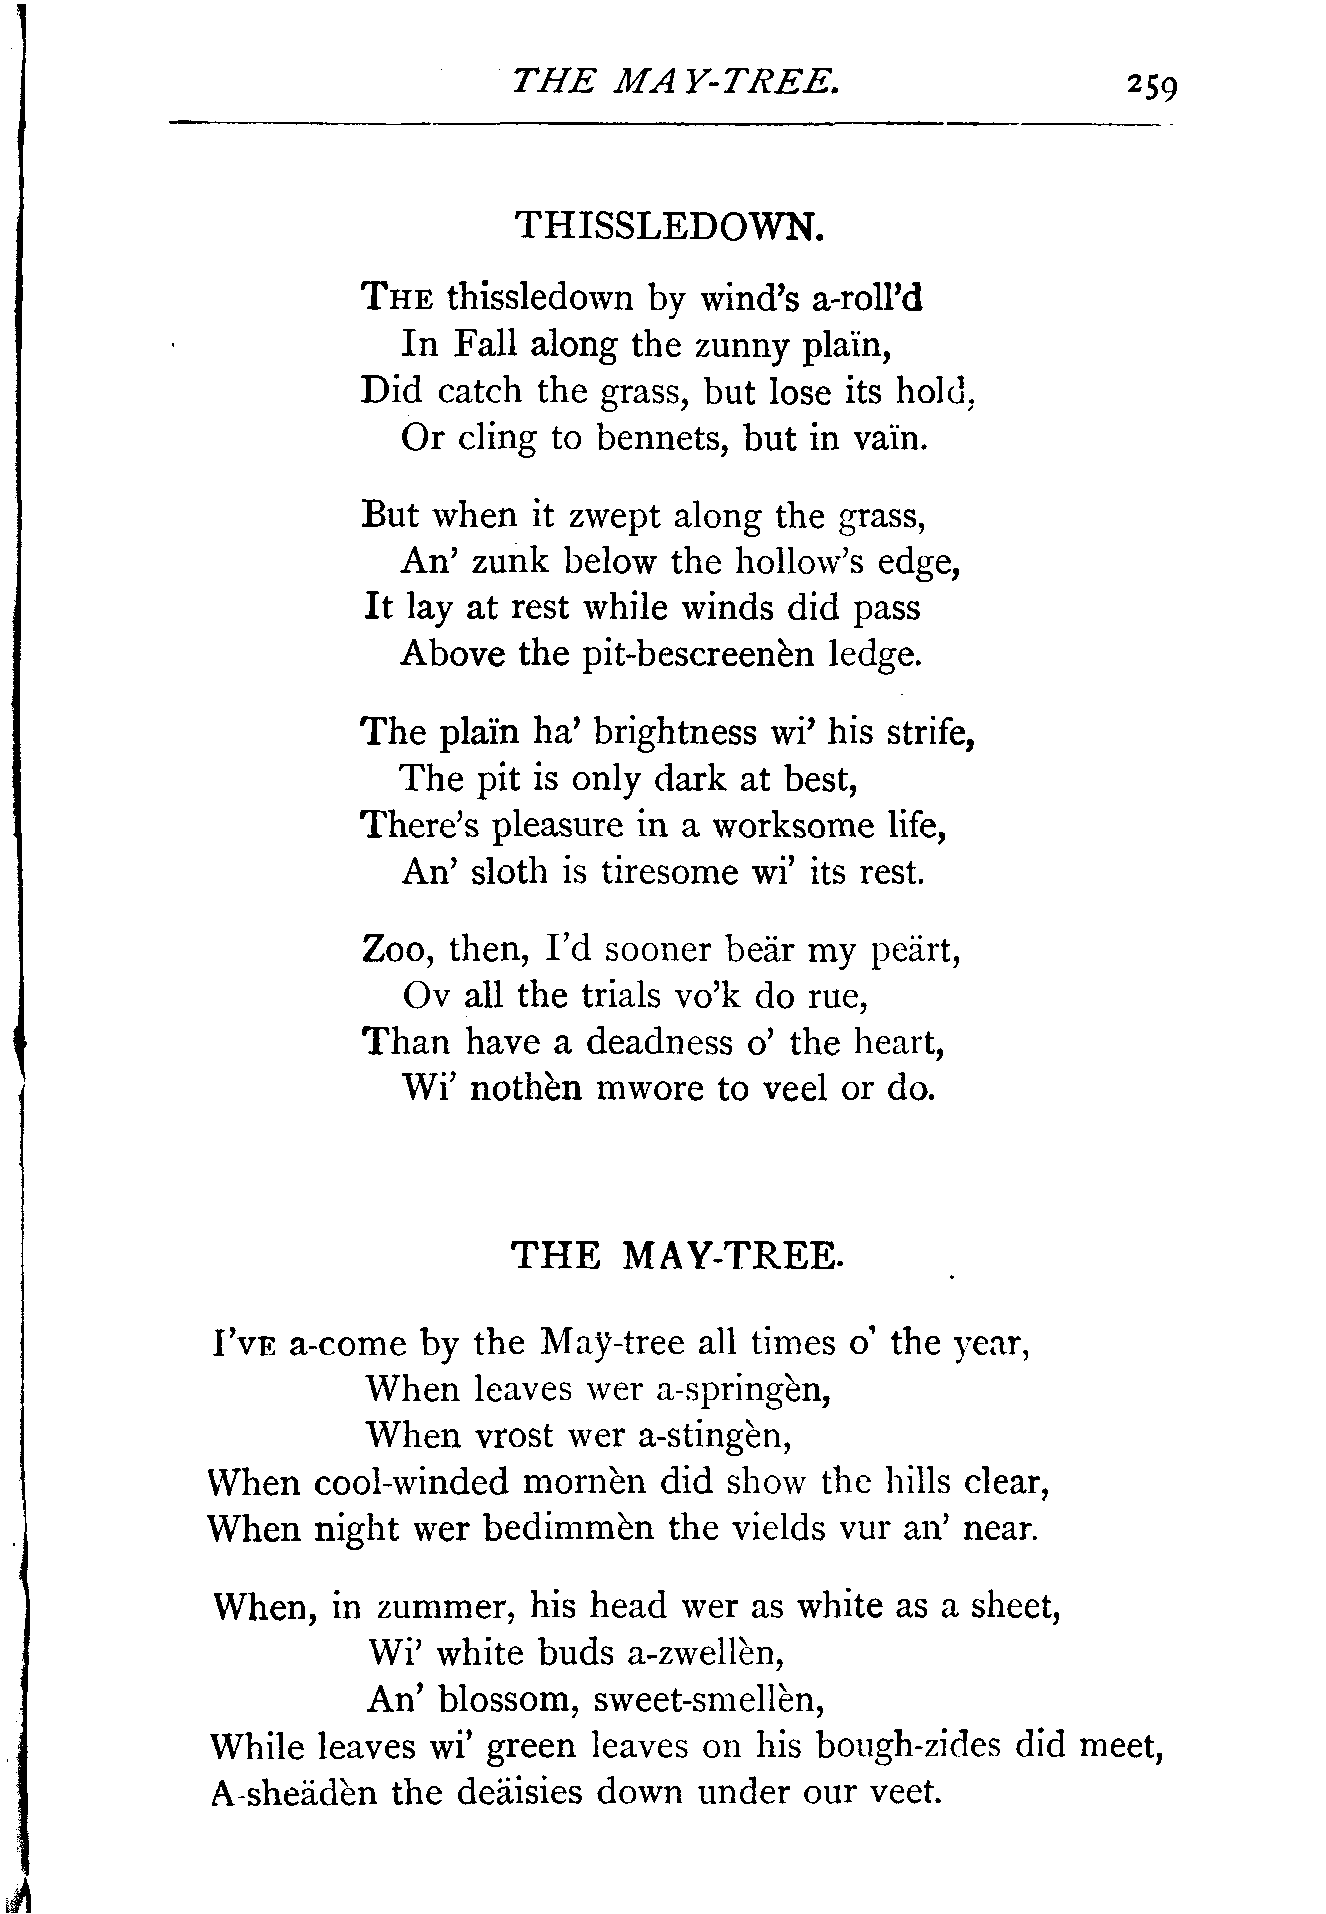 THE MAY-TREE. 259
THISSLEDOWN.
THE thissledown by wind's a-roll'd
In Fall along the zunny plaïn,
Did catch the grass, but lose its hold,
Or cling to bennets, but in vaïn.
But when it zwept along the grass,
An' zunk below the hollow's edge,
It lay at rest while winds did pass
Above the pit-bescreenèn ledge.
The plaïn ha' brightness wi' his strife,
The pit is only dark at best,
There's pleasure in a worksome life,
An' sloth is tiresome wi' its rest.
Zoo, then, I'd sooner beär my peärt,
Ov all the trials vo'k do rue,
Than have a deadness o' the heart,
Wi' nothèn mwore to veel or do.
THE MAY-TREE.
I'VE a-come by the Maÿ-tree all times o' the year,
When leaves wer a-springèn,
When vrost wer a-stingèn,
When cool-winded mornèn did show the hills clear,
When night wer bedimmèn the vields vur an' near.
When, in zummer, his head wer as white as a sheet,
Wi' white buds a-zwellèn,
An' blossom, sweet-smellèn,
While leaves wi' green leaves on his bough-zides did meet,
A-sheädèn the deäisies down under our veet.